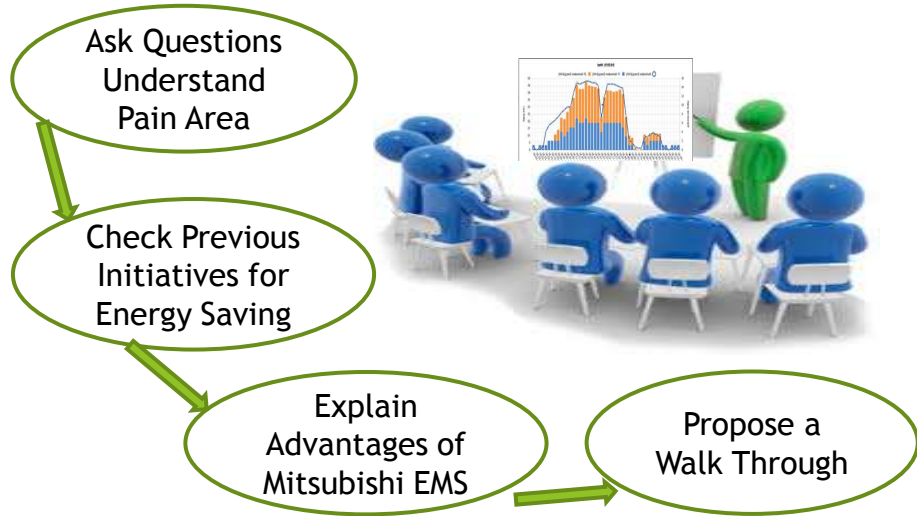 Ask Questions
Understand
Pain Area
Check Previous
Initiatives for
Energy Saving
Explain
Advantages of
Mitsubishi EMS
Propose a
Walk Through